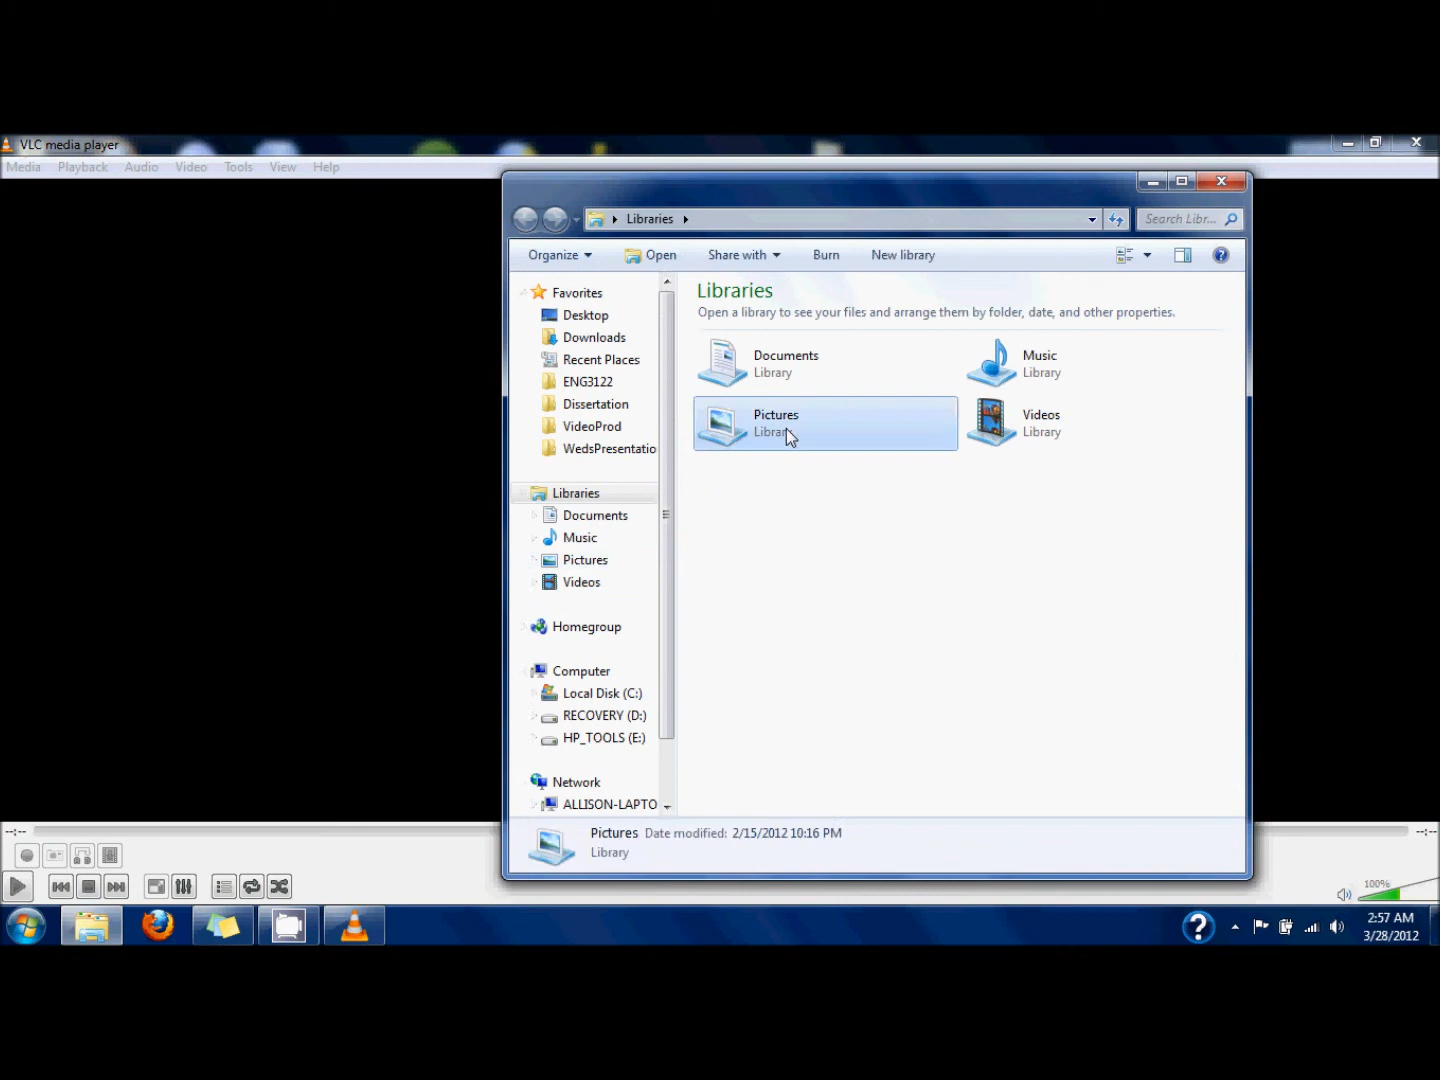 VLC media player
Media Playback Audio Video Tools View Help
Libraries
Search Libr...
Organize Open Share with Burn New library
Favorites
Desktop
Downloads
Recent Places
ENG3122
Dissertation
VideoProd
WedsPresentatio
Libraries
Documents
Music
Pictures
Videos
Homegroup
Computer
Local Disk (C:)
RECOVERY (D:)
HP_TOOLS (E:)
Network
ALLISON-LAPTO
Libraries
Open a library to see your files and arrange them by folder, date, and other properties.
Documents
Library
Music
Library
Pictures
Library
Videos
Library
Pictures Date modified: 2/15/2012 10:16 PM
Library
--:-- --:--
100%
2:57 AM
3/28/2012